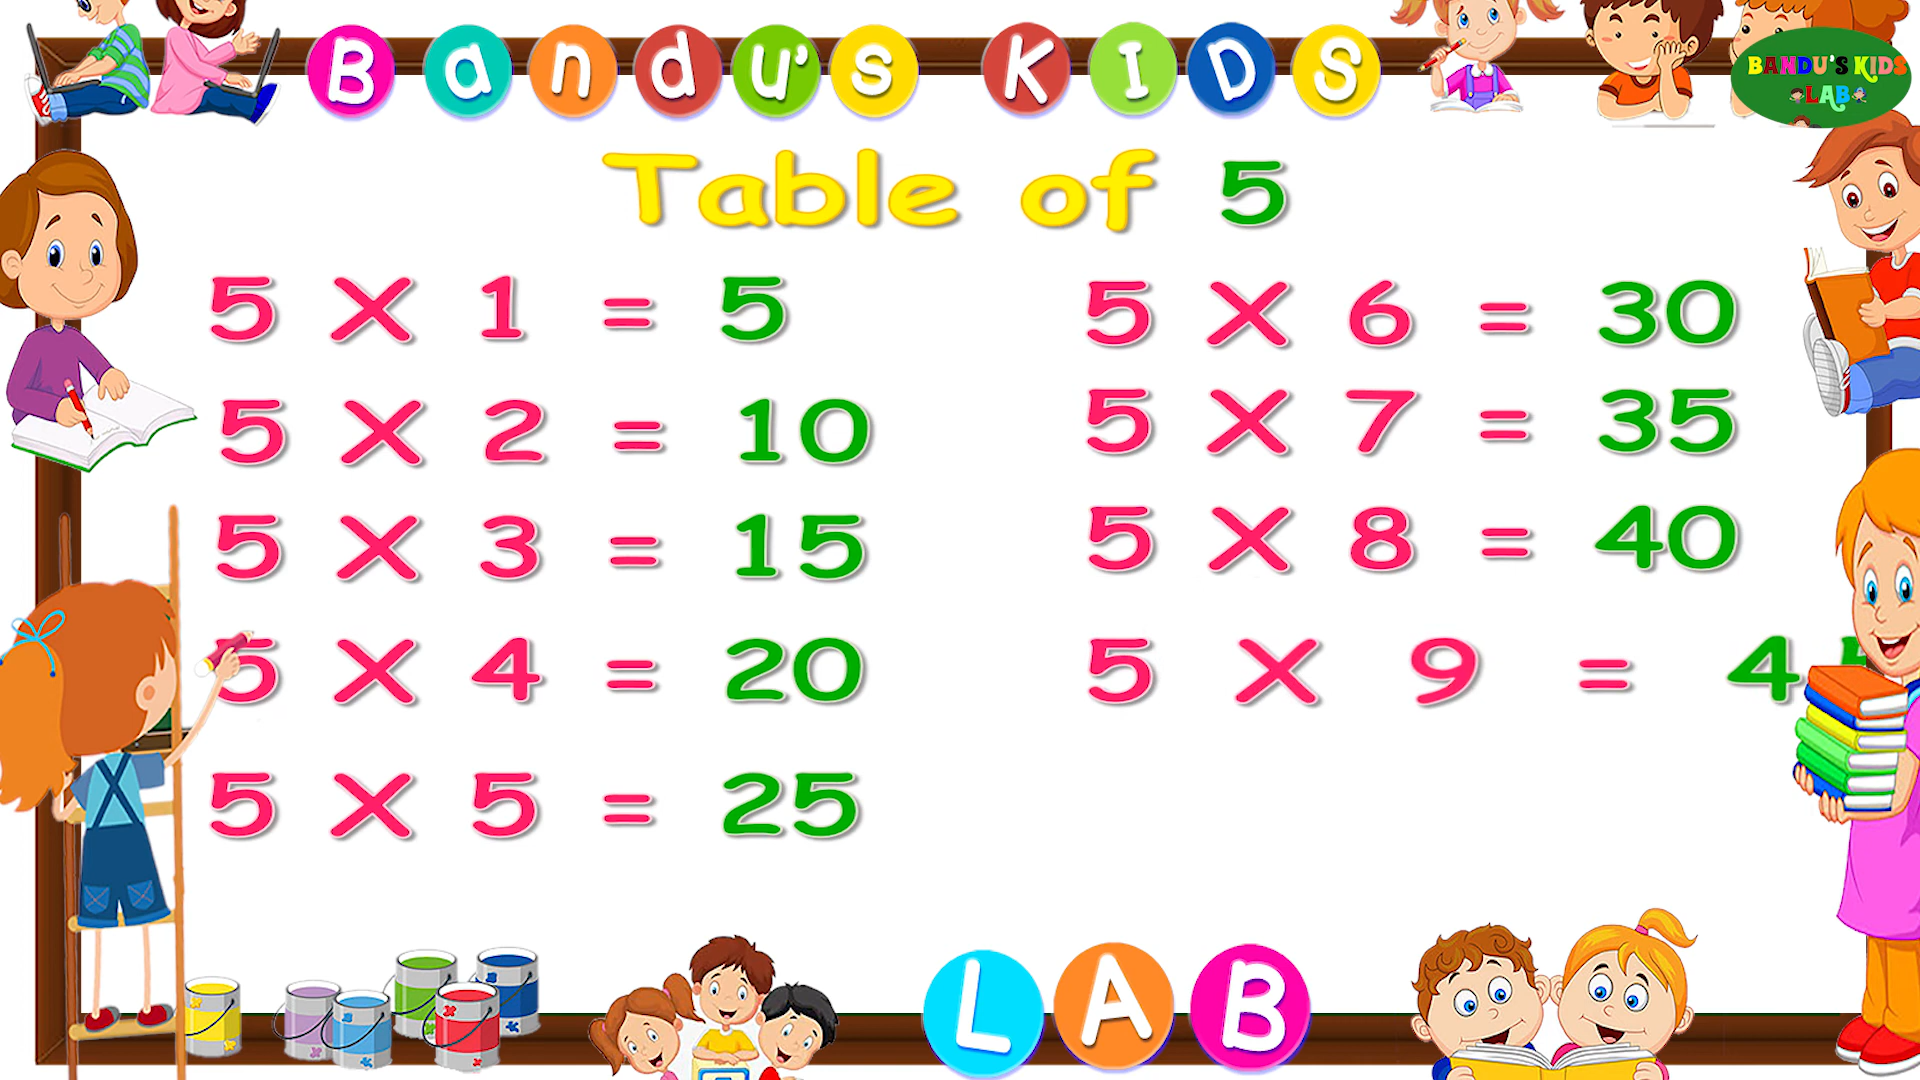 Bandu's KIDS
BANDU'S KIDS
LAB
Table of 5
5 X 1 = 5
5 X 2 = 10
5 X 3 = 15
5 X 4 = 20
5 X 5 = 25
5 X 6 = 30
5 X 7 = 35
5 X 8 = 40
5 X 9 = 45
LAB